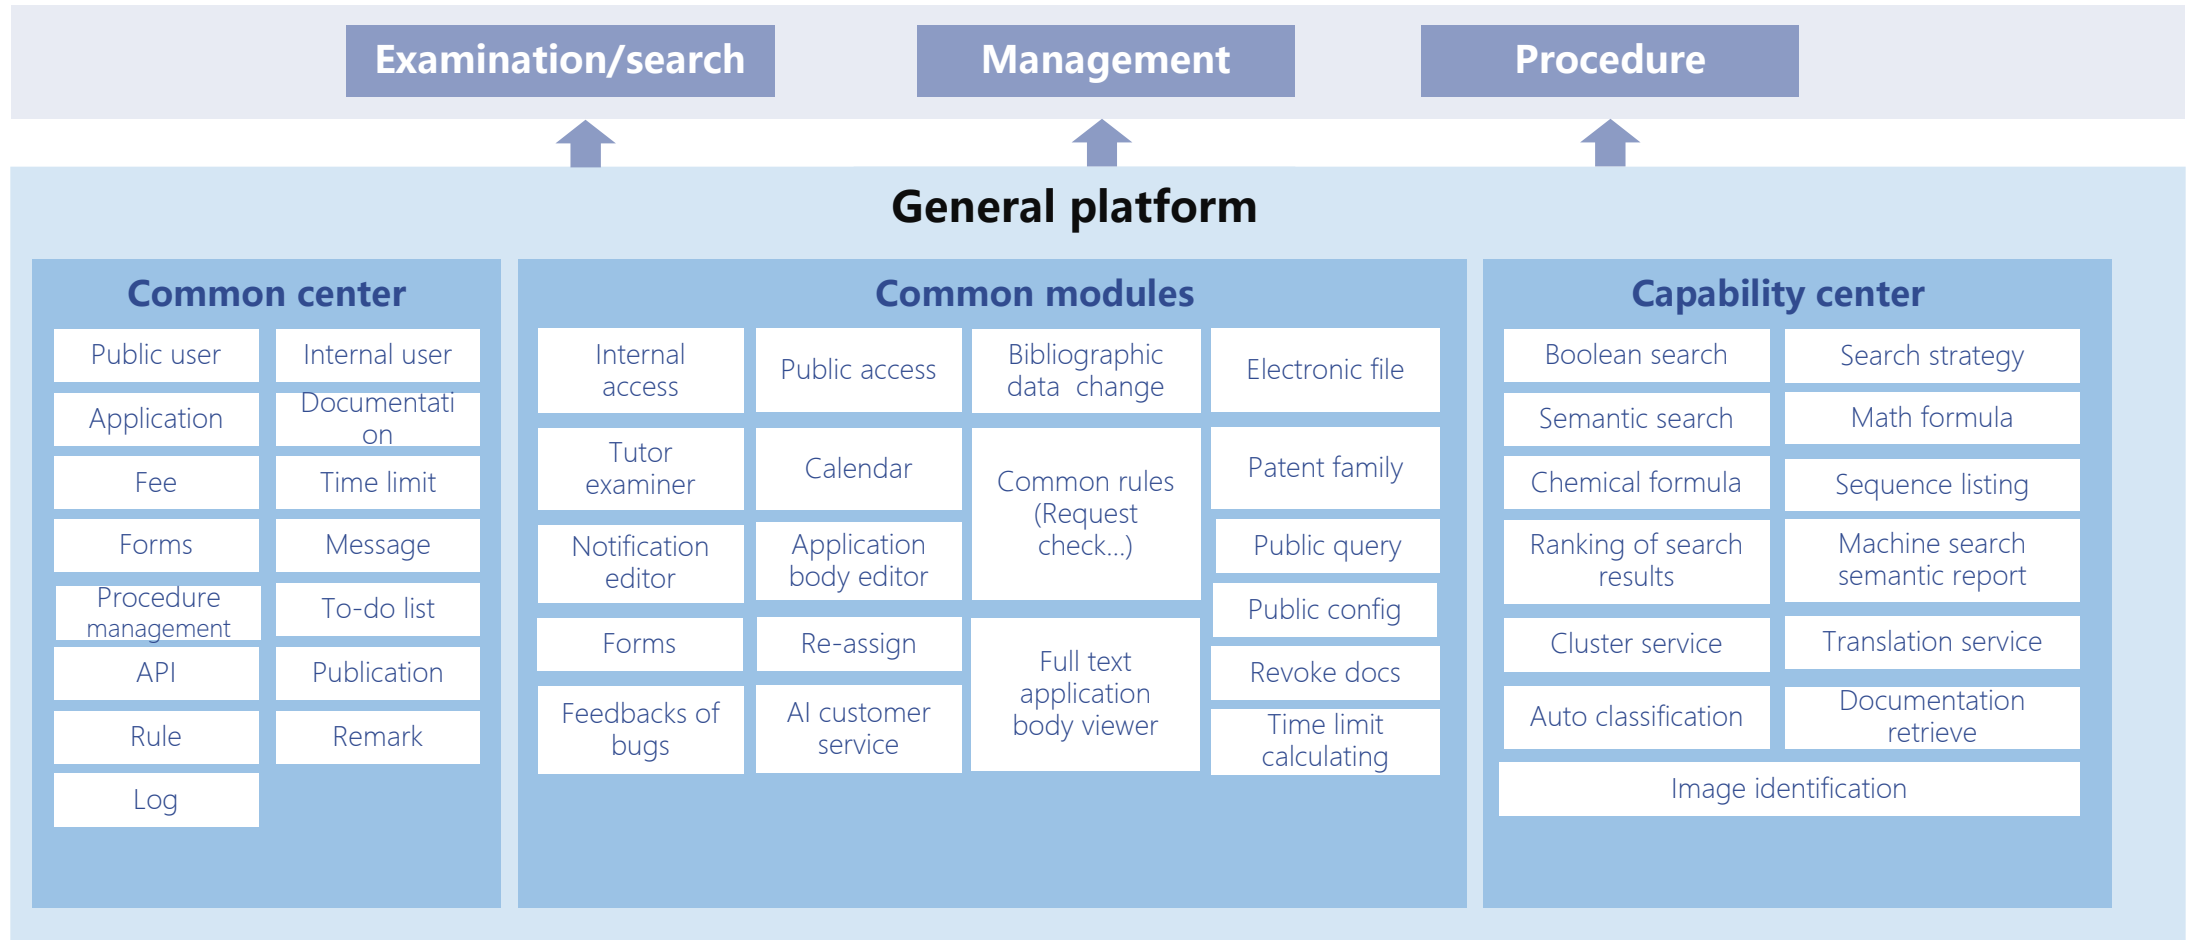 Examination/search
Management
Procedure
General platform
Common center
Public user
Internal user
Application
Documentati
on
Fee
Time limit
Forms
Message
Procedure
management
To-do list
API
Publication
Rule
Remark
Log
Common modules
Internal
access
Public access
Bibliographic
data change
Electronic file
Tutor
examiner
Calendar
Common rules
(Request
check...)
Patent family
Notification
editor
Application
body editor
Public query
Public config
Forms
Re-assign
Full text
application
body viewer
Revoke docs
Feedbacks of
bugs
AI customer
service
Time limit
calculating
Capability center
Boolean search
Search strategy
Semantic search
Math formula
Chemical formula
Sequence listing
Ranking of search
results
Machine search
semantic report
Cluster service
Translation service
Auto classification
Documentation
retrieve
Image identification